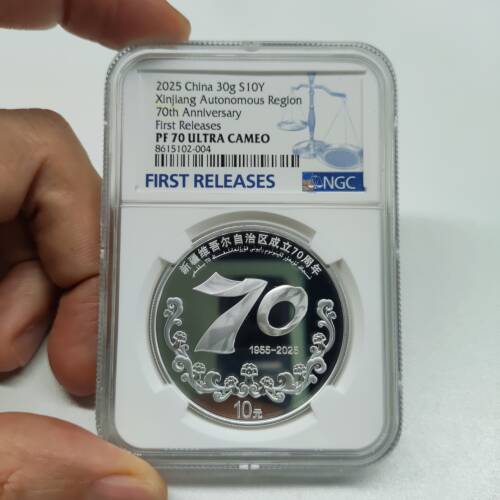 2025 China 30g S10Y
Xinjiang Autonomous Region
70th Anniversary
First Releases
PF 70 ULTRA CAMEO
8615102-004
FIRST RELEASES
NGC
新疆维吾尔自治区成立70周年
70
1955-2025
10元